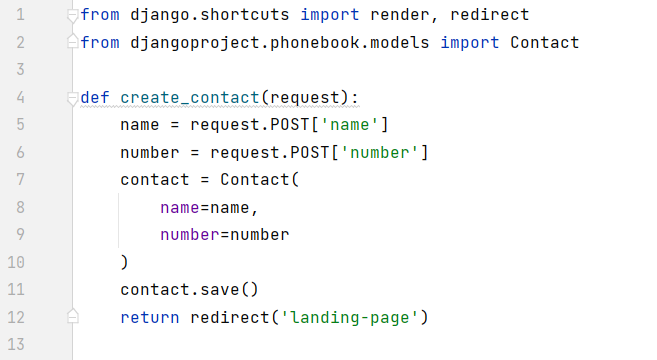 1 from django.shortcuts import render, redirect
2 from djangoproject.phonebook.models import Contact
3
4 def create_contact(request):
5     name = request.POST['name']
6     number = request.POST['number']
7     contact = Contact(
8         name=name,
9         number=number
10     )
11     contact.save()
12     return redirect('landing-page')
13